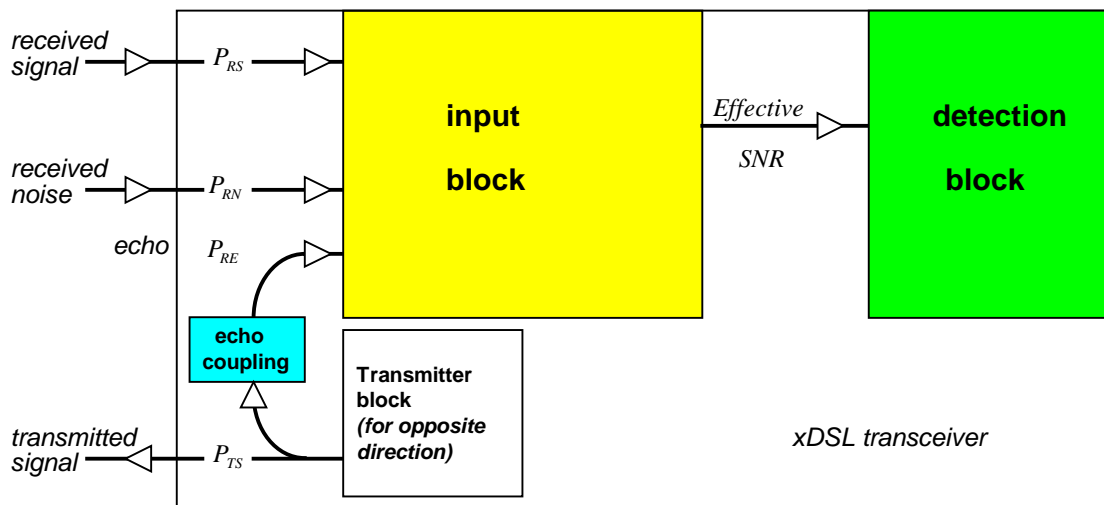 received
signal
P_RS
input
block
Effective
SNR
detection
block
received
noise
P_RN
echo
P_RE
echo
coupling
Transmitter
block
(for opposite
direction)
transmitted
signal
P_TS
xDSL transceiver